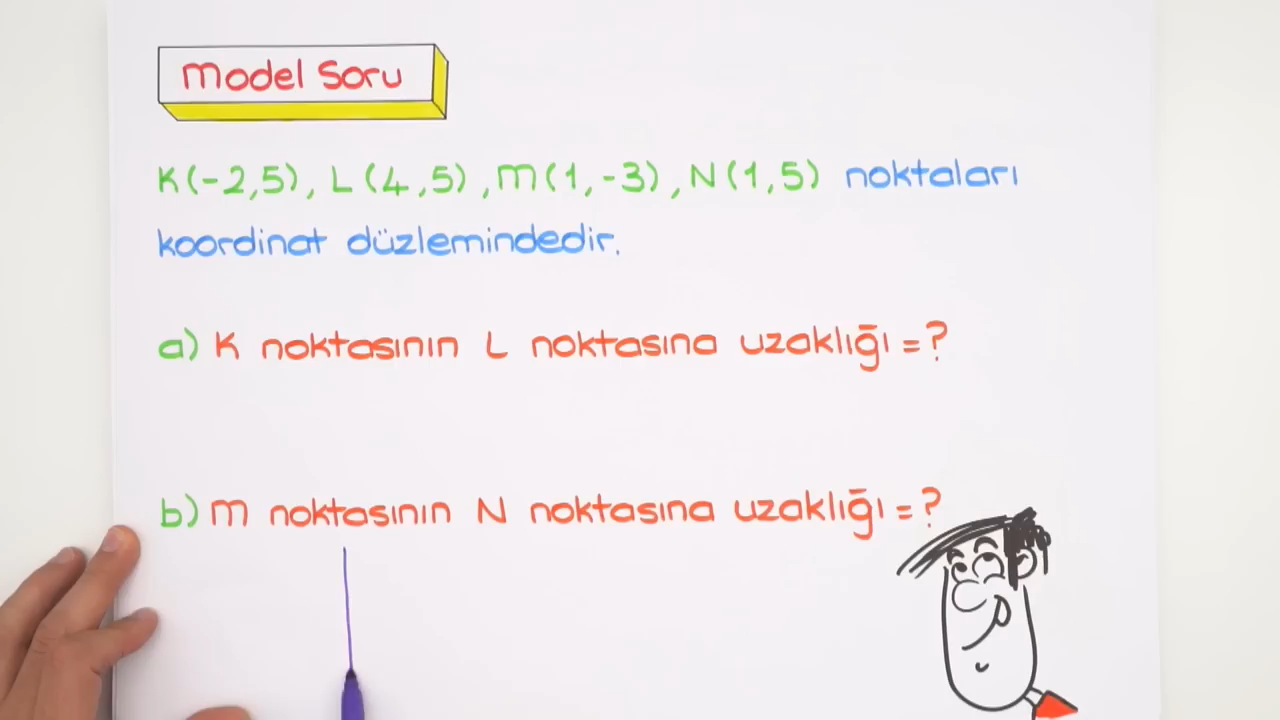 Model Soru
K(-2,5), L(4,5), M(1,-3), N(1,5) noktaları
koordinat düzlemindedir.
a) K noktasının L noktasına uzaklığı = ?
b) M noktasının N noktasına uzaklığı = ?